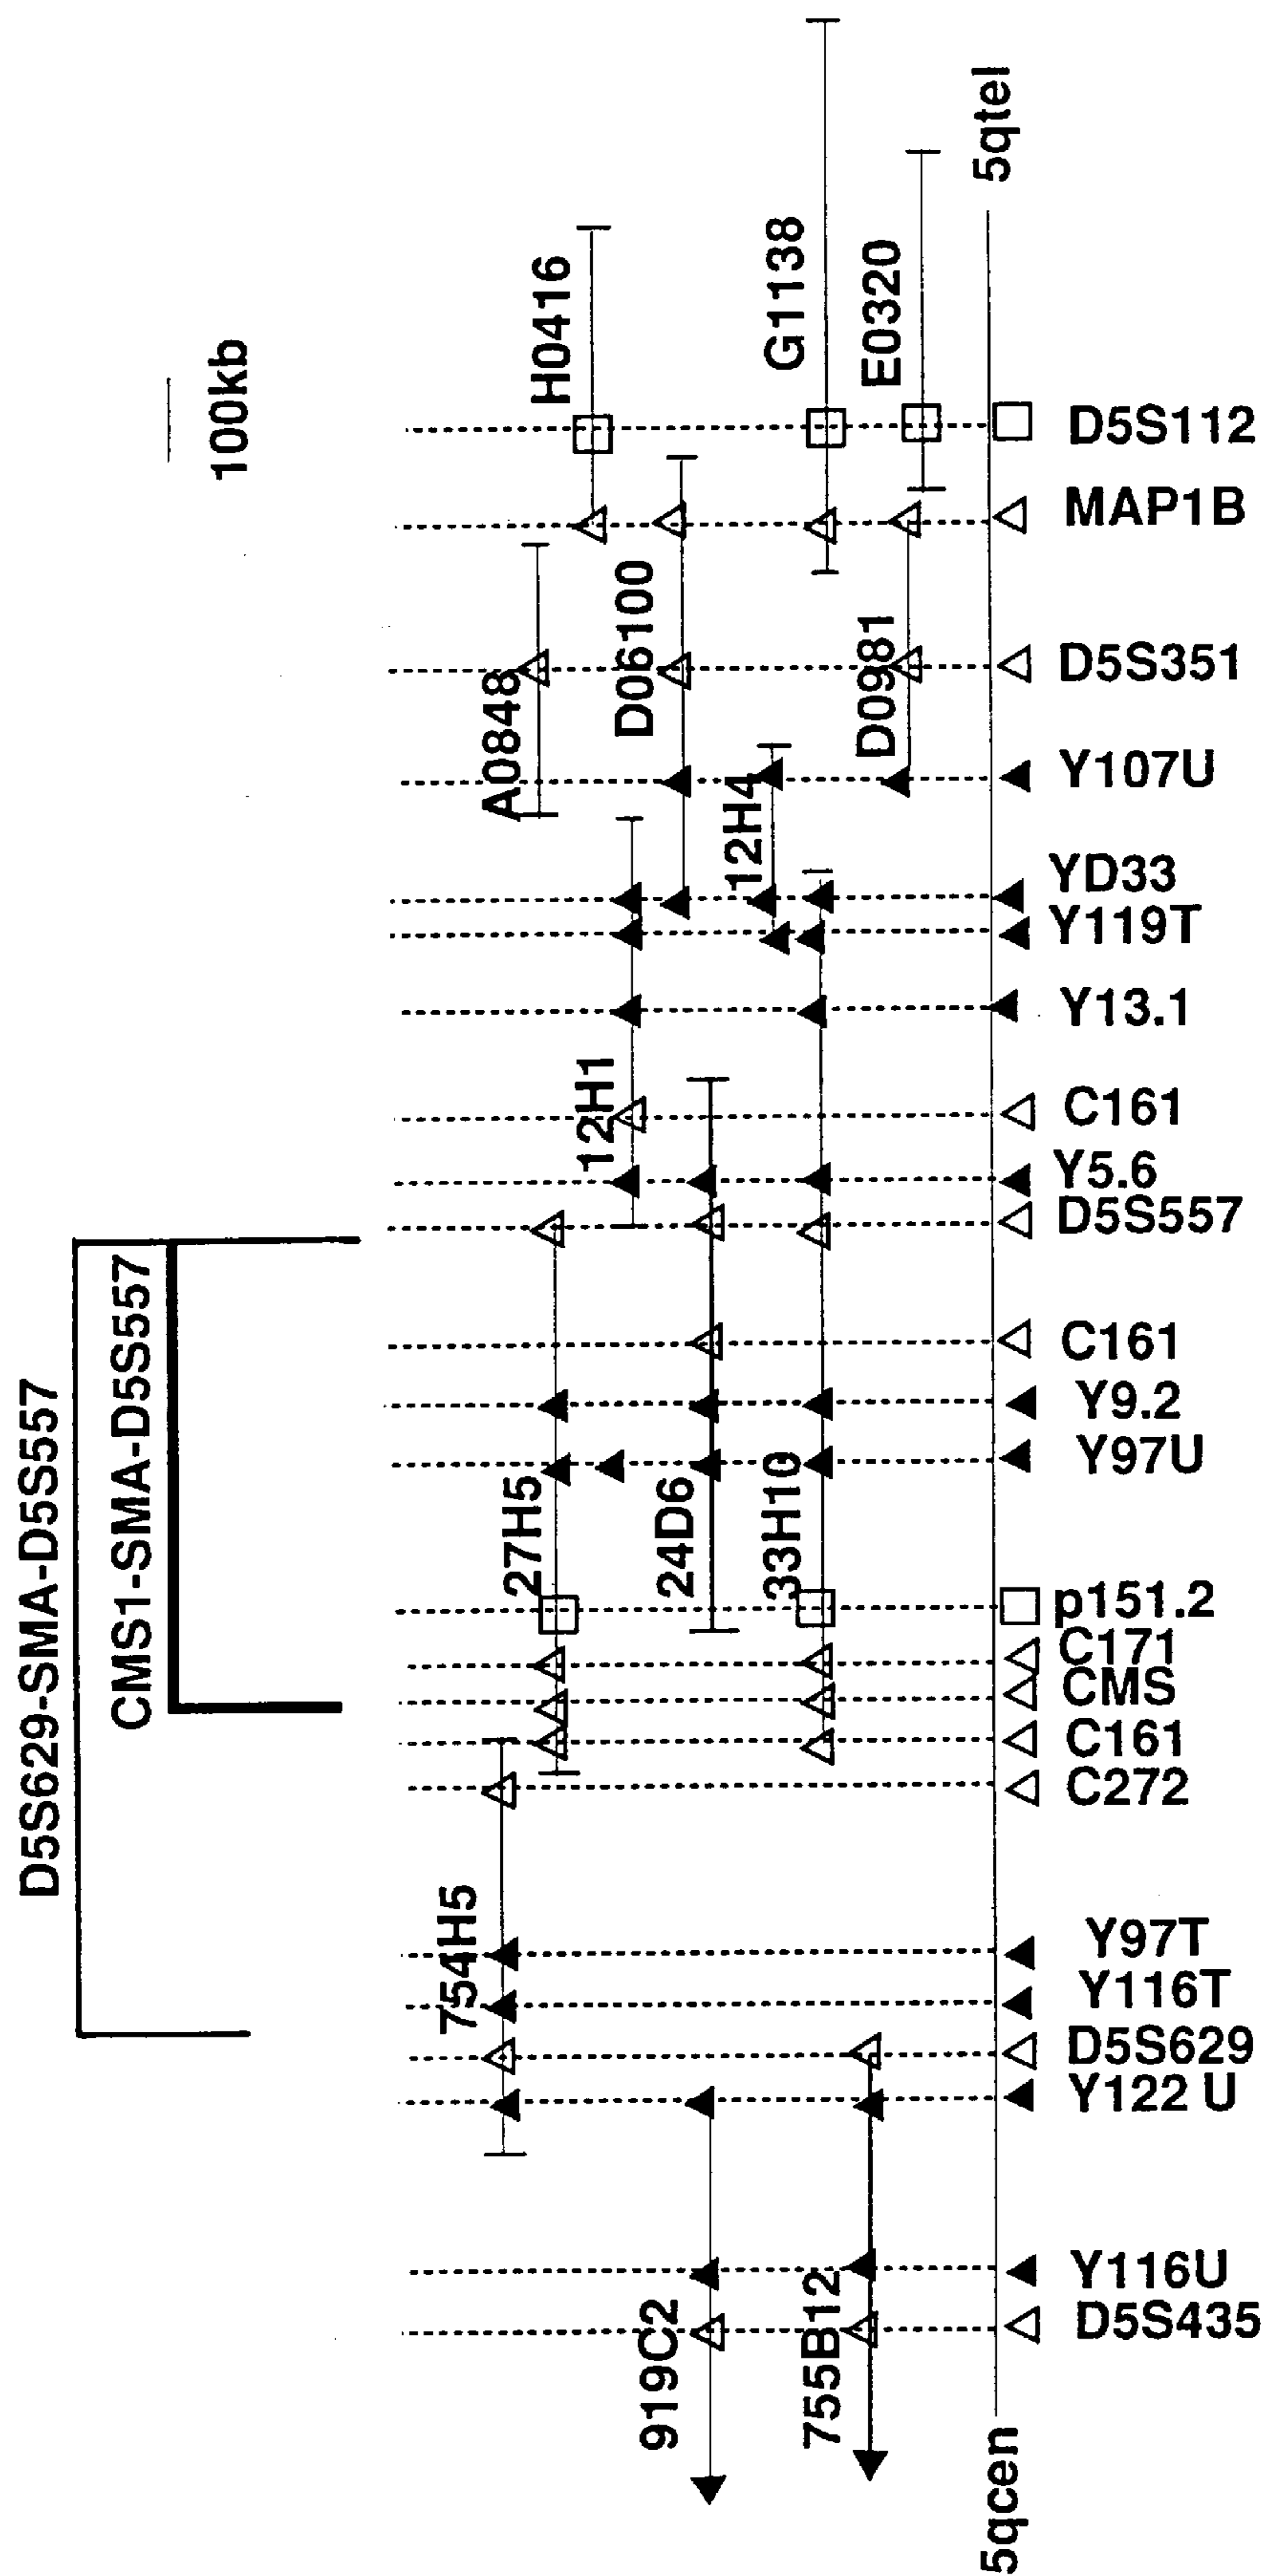 D5S629-SMA-D5S557
CMS1-SMA-D5S557
100kb
754H5
A0848
27H5
H0416
12H1
D06100
919C2
24D6
12H4
33H10
G1138
755B12
D0981
E0320
5qcen
5qtel
D5S435
Y116U
Y122 U
D5S629
Y116T
Y97T
C272
C161
CMS
C171
p151.2
Y97U
Y9.2
C161
D5S557
Y5.6
C161
Y13.1
Y119T
YD33
Y107U
D5S351
MAP1B
D5S112